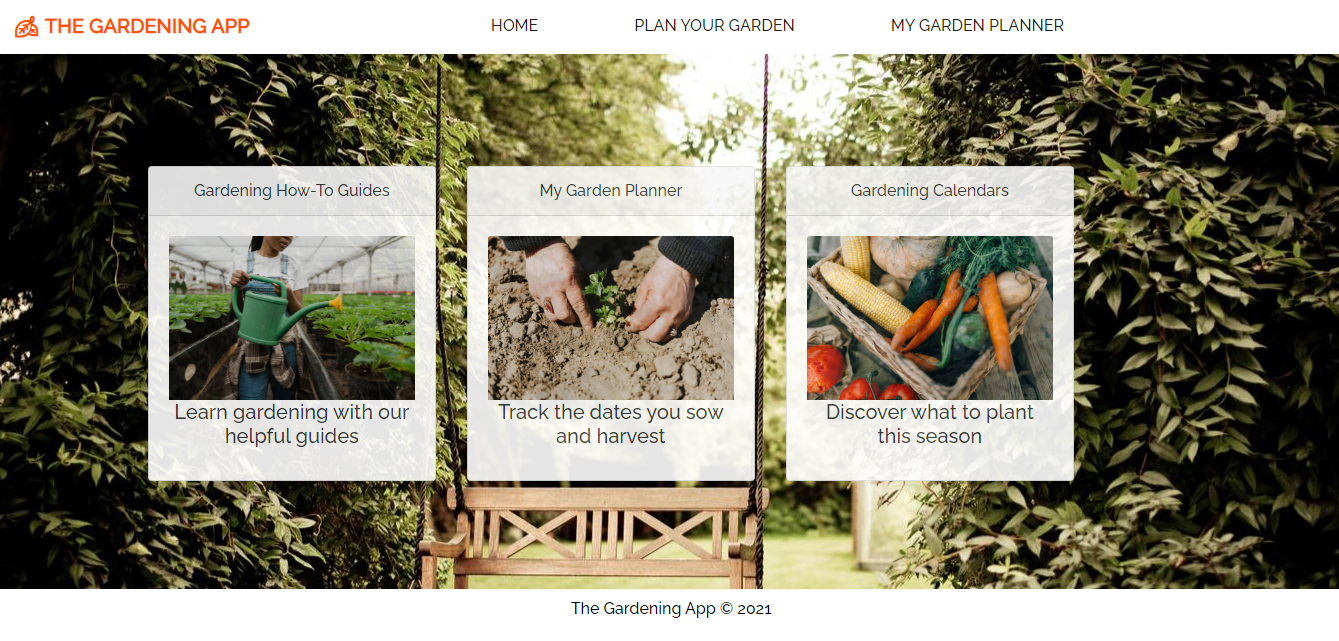 THE GARDENING APP
HOME
PLAN YOUR GARDEN
MY GARDEN PLANNER
Gardening How-To Guides
Learn gardening with our
helpful guides
My Garden Planner
Track the dates you sow
and harvest
Gardening Calendars
Discover what to plant
this season
The Gardening App © 2021